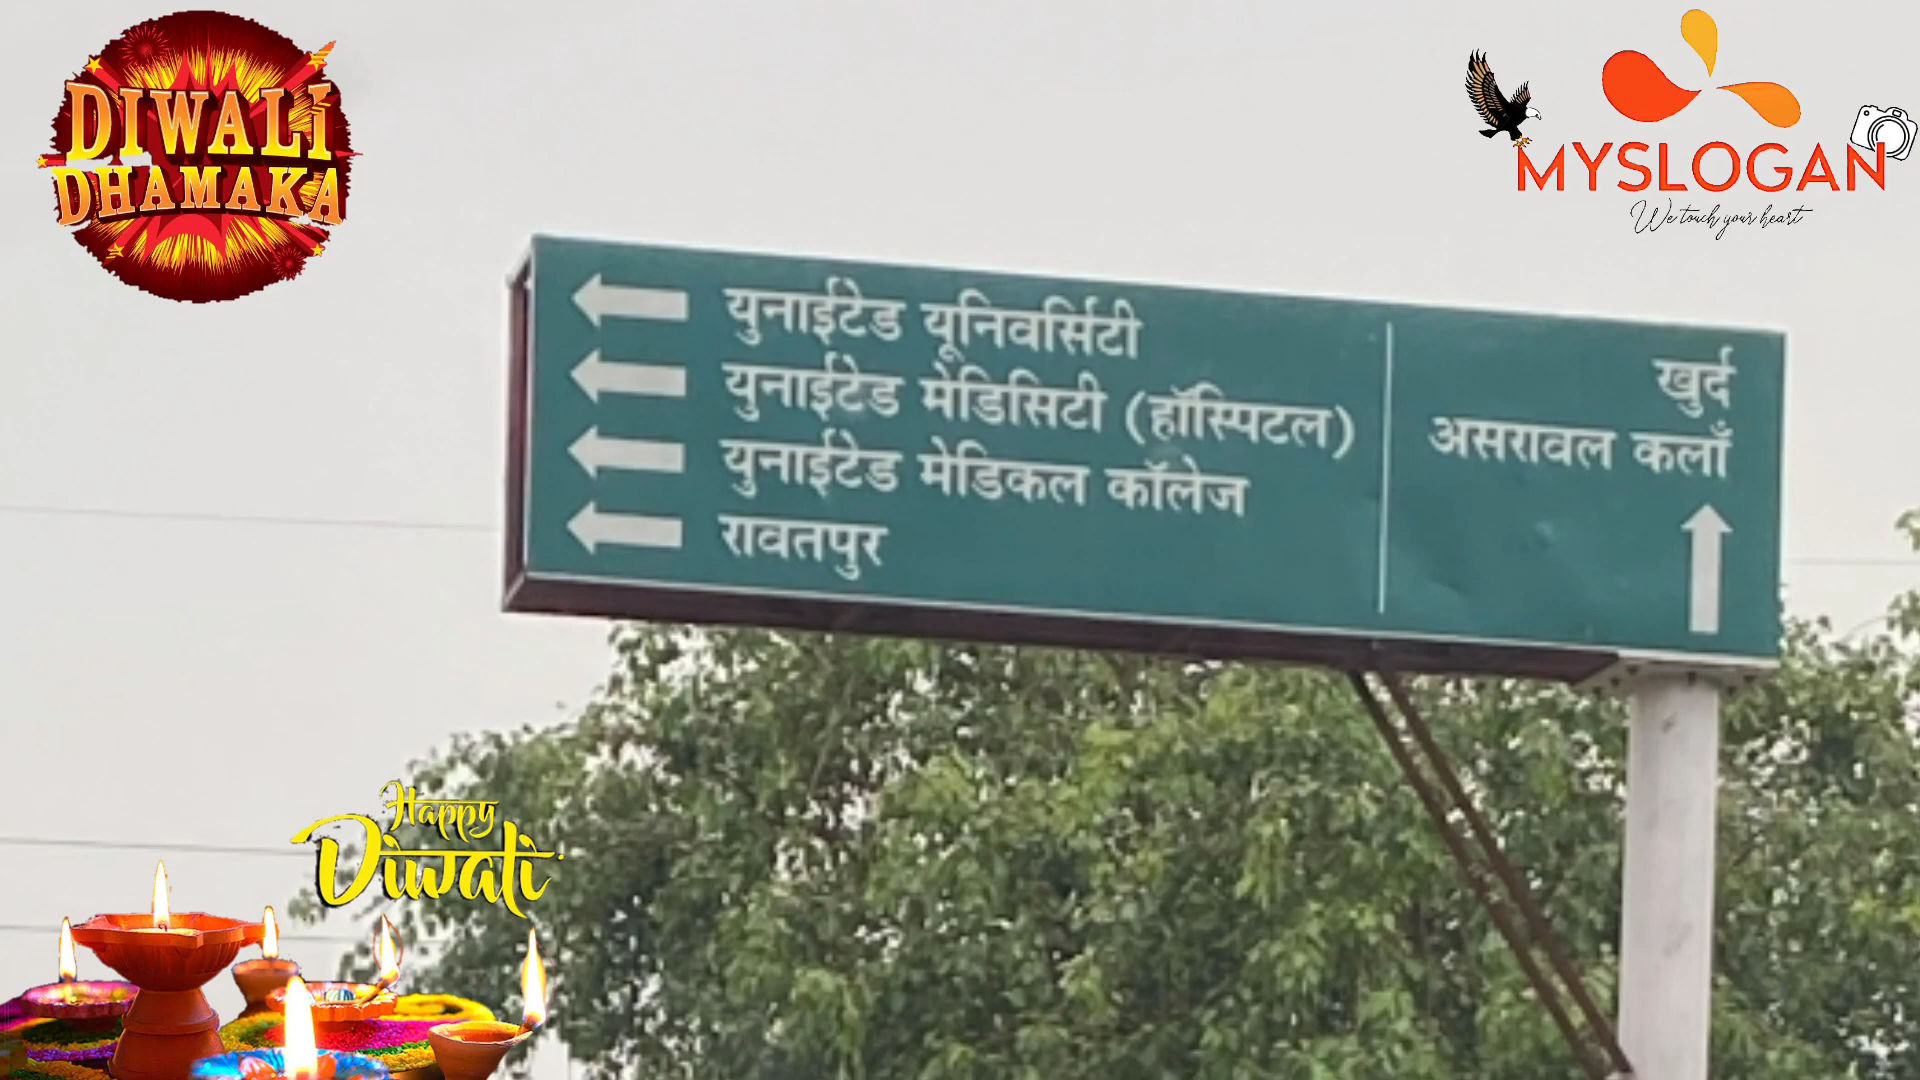 DIWALI
DHAMAKA
MYSLOGAN
We touch your heart
युनाईटेड यूनिवर्सिटी
युनाईटेड मेडिसिटी (हॉस्पिटल)
युनाईटेड मेडिकल कॉलेज
रावतपुर
खुर्द
असरावल कलाँ
Happy
Diwali